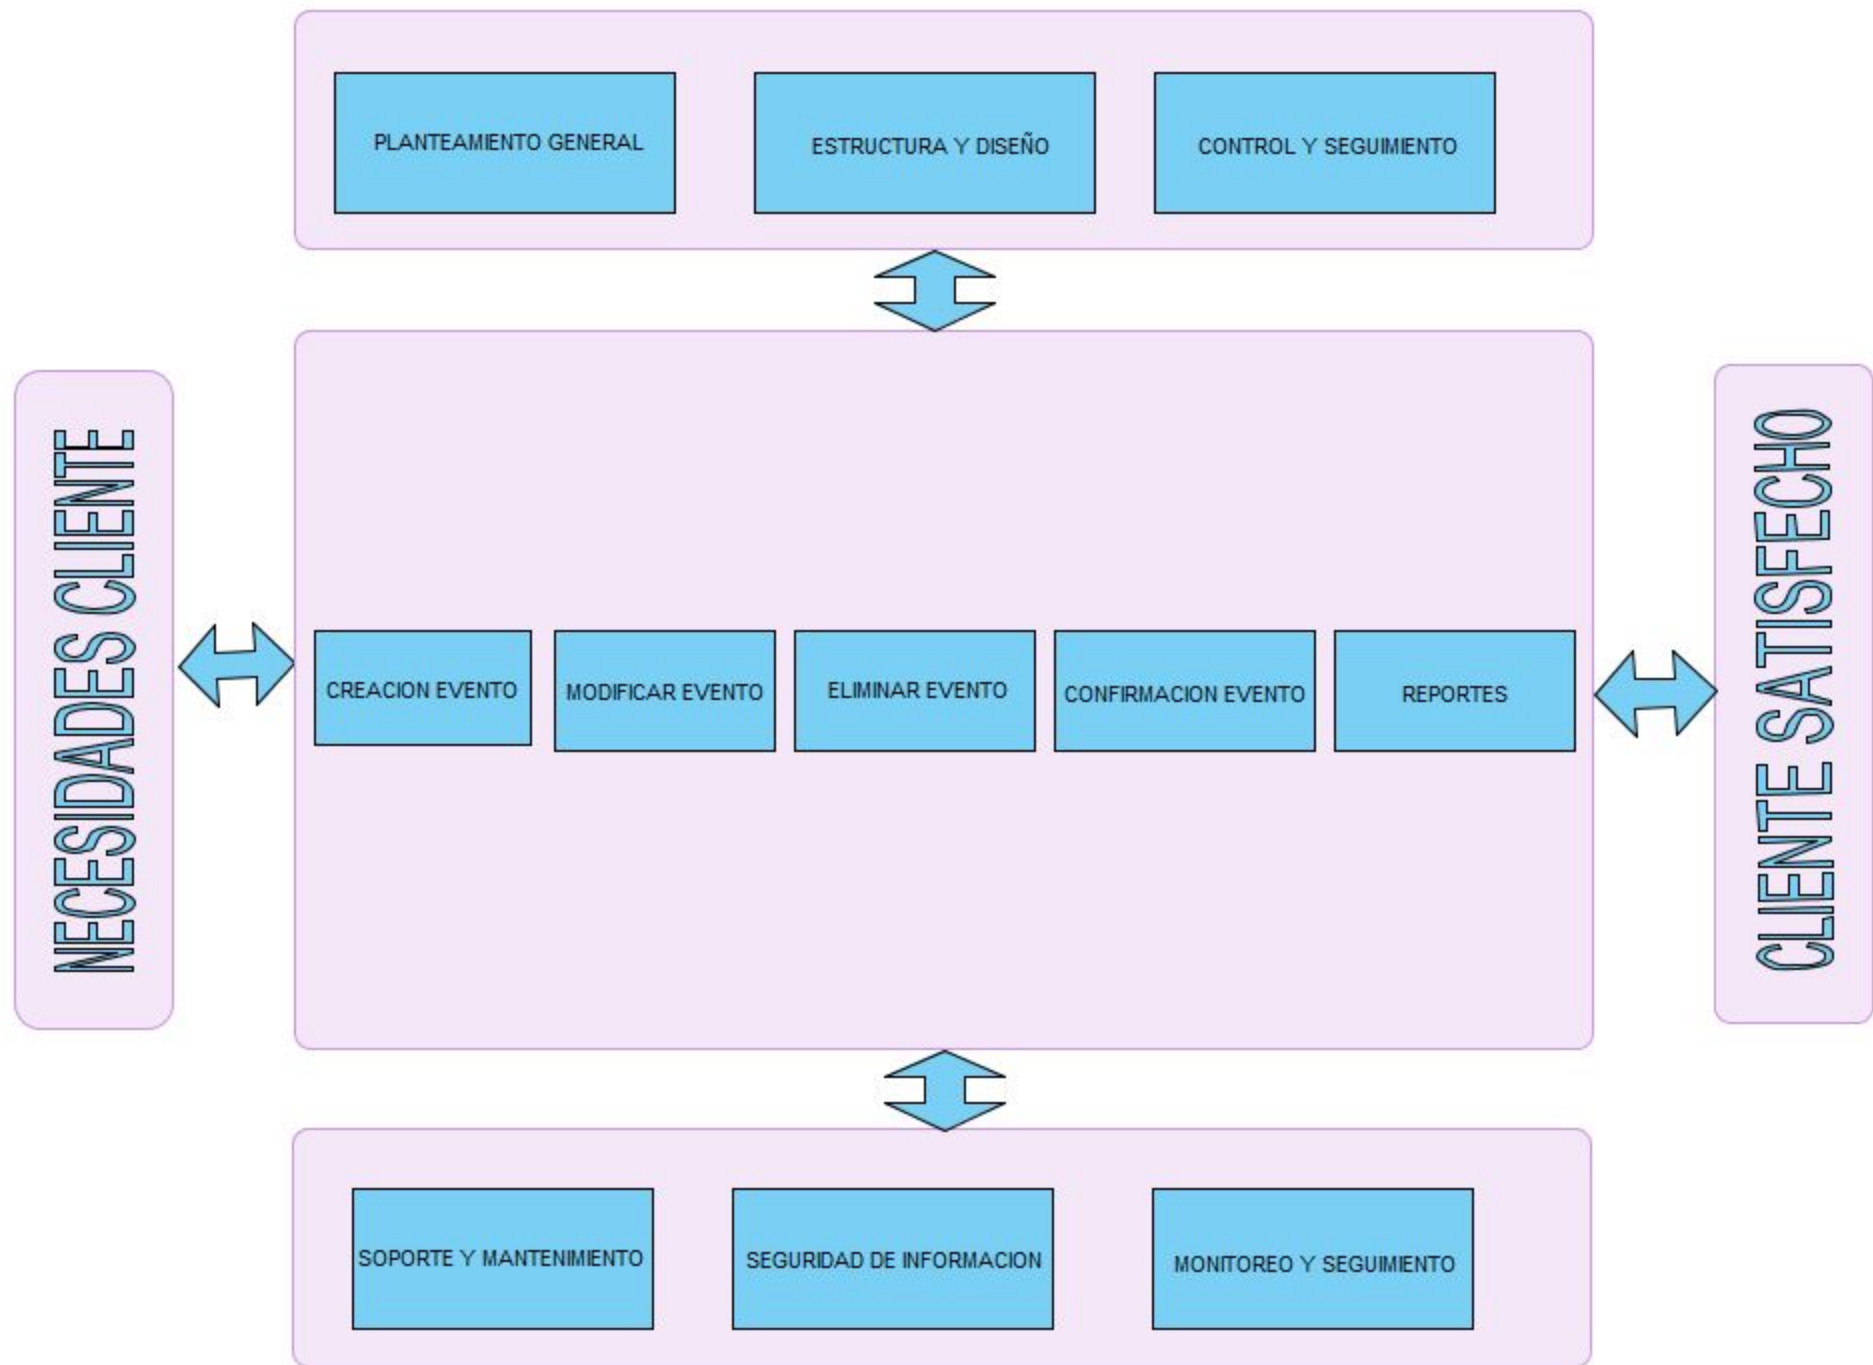 PLANTEAMIENTO GENERAL
ESTRUCTURA Y DISEÑO
CONTROL Y SEGUIMIENTO
NECESIDADES CLIENTE
CREACION EVENTO
MODIFICAR EVENTO
ELIMINAR EVENTO
CONFIRMACION EVENTO
REPORTES
CLIENTE SATISFECHO
SOPORTE Y MANTENIMIENTO
SEGURIDAD DE INFORMACION
MONITOREO Y SEGUIMIENTO